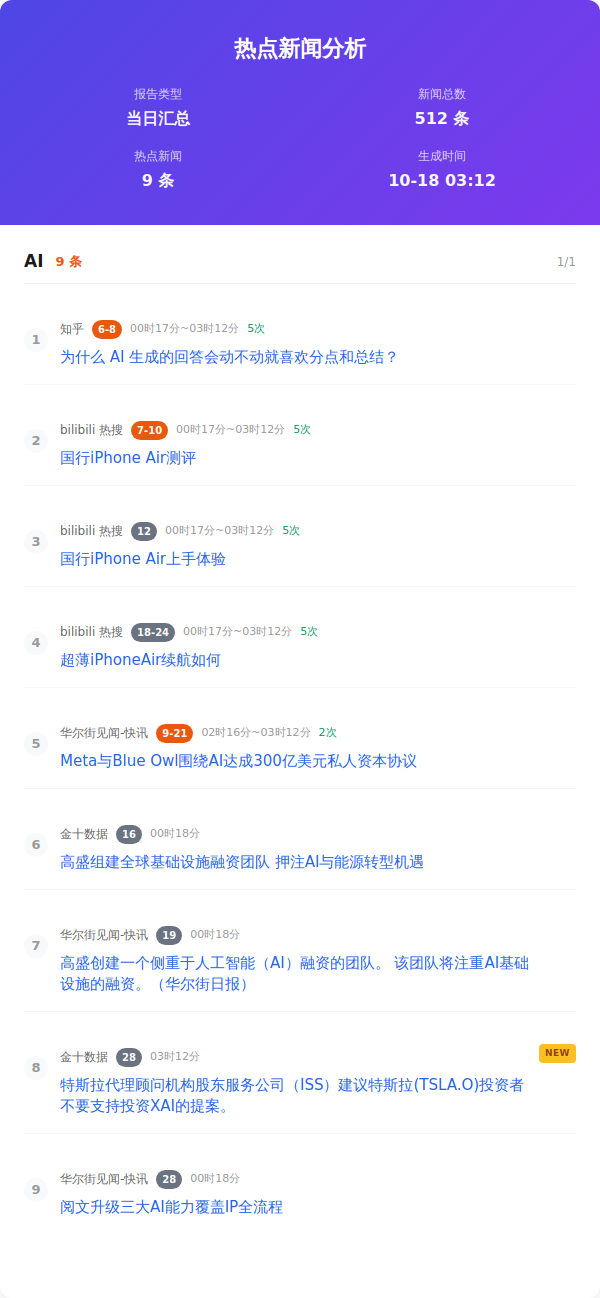 热点新闻分析
报告类型
新闻总数
当日汇总
512 条
热点新闻
生成时间
9 条
10-18 03:12
AI 9 条 1/1
1
知乎 6-8 00时17分~03时12分 5次
为什么 AI 生成的回答会动不动就喜欢分点和总结？
2
bilibili 热搜 7-10 00时17分~03时12分 5次
国行iPhone Air测评
3
bilibili 热搜 12 00时17分~03时12分 5次
国行iPhone Air上手体验
4
bilibili 热搜 18-24 00时17分~03时12分 5次
超薄iPhoneAir续航如何
5
华尔街见闻-快讯 9-21 02时16分~03时12分 2次
Meta与Blue Owl围绕AI达成300亿美元私人资本协议
6
金十数据 16 00时18分
高盛组建全球基础设施融资团队 押注AI与能源转型机遇
7
华尔街见闻-快讯 19 00时18分
高盛创建一个侧重于人工智能（AI）融资的团队。 该团队将注重AI基础
设施的融资。（华尔街日报）
8
金十数据 28 03时12分 NEW
特斯拉代理顾问机构股东服务公司（ISS）建议特斯拉(TSLA.O)投资者
不要支持投资XAI的提案。
9
华尔街见闻-快讯 28 00时18分
阅文升级三大AI能力覆盖IP全流程